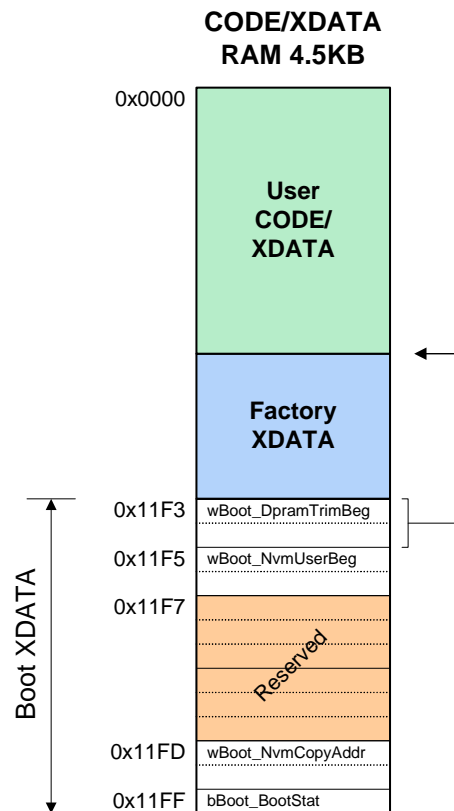 CODE/XDATA
RAM 4.5KB
0x0000
User
CODE/
XDATA
Factory
XDATA
0x11F3
wBoot_DpramTrimBeg
0x11F5
wBoot_NvmUserBeg
0x11F7
Reserved
Boot XDATA
0x11FD
wBoot_NvmCopyAddr
0x11FF
bBoot_BootStat